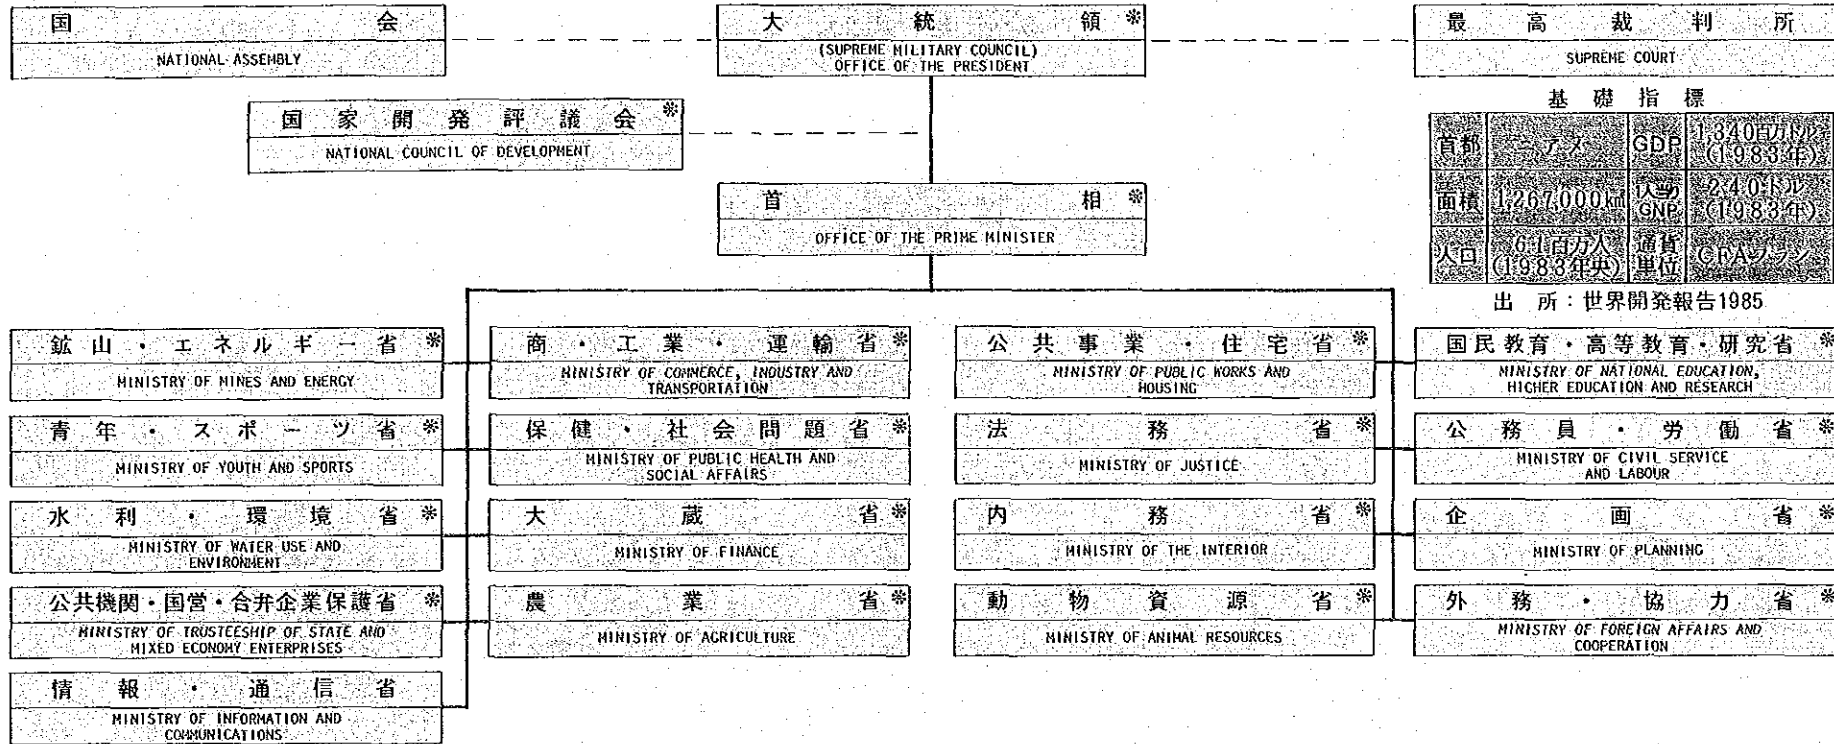 国会
NATIONAL ASSEMBLY
大統領※
(SUPREME MILITARY COUNCIL)
OFFICE OF THE PRESIDENT
最高裁判所
SUPREME COURT
国家開発評議会※
NATIONAL COUNCIL OF DEVELOPMENT
首相※
OFFICE OF THE PRIME MINISTER
基礎指標
首都 ニアメ GDP 1,340百万ドル
(1983年)
面積 1,267,000km² 1人当り GNP 240ドル
(1983年)
人口 6.1百万人
(1983年央)
通貨単位 CFAフラン
出所:世界開発報告1985
鉱山・エネルギー省※
MINISTRY OF MINES AND ENERGY
商・工業・運輸省※
MINISTRY OF COMMERCE, INDUSTRY AND
TRANSPORTATION
公共事業・住宅省※
MINISTRY OF PUBLIC WORKS AND
HOUSING
国民教育・高等教育・研究省※
MINISTRY OF NATIONAL EDUCATION,
HIGHER EDUCATION AND RESEARCH
青年・スポーツ省※
MINISTRY OF YOUTH AND SPORTS
保健・社会問題省※
MINISTRY OF PUBLIC HEALTH AND
SOCIAL AFFAIRS
法務省※
MINISTRY OF JUSTICE
公務員・労働省※
MINISTRY OF CIVIL SERVICE
AND LABOUR
水利・環境省※
MINISTRY OF WATER USE AND
ENVIRONMENT
大蔵省※
MINISTRY OF FINANCE
内務省※
MINISTRY OF THE INTERIOR
企画省※
MINISTRY OF PLANNING
公共機関・国営・合弁企業保護省※
MINISTRY OF TRUSTEESHIP OF STATE AND
MIXED ECONOMY ENTERPRISES
農業省※
MINISTRY OF AGRICULTURE
動物資源省※
MINISTRY OF ANIMAL RESOURCES
外務・協力省※
MINISTRY OF FOREIGN AFFAIRS AND
COOPERATION
情報・通信省
MINISTRY OF INFORMATION AND
COMMUNICATIONS